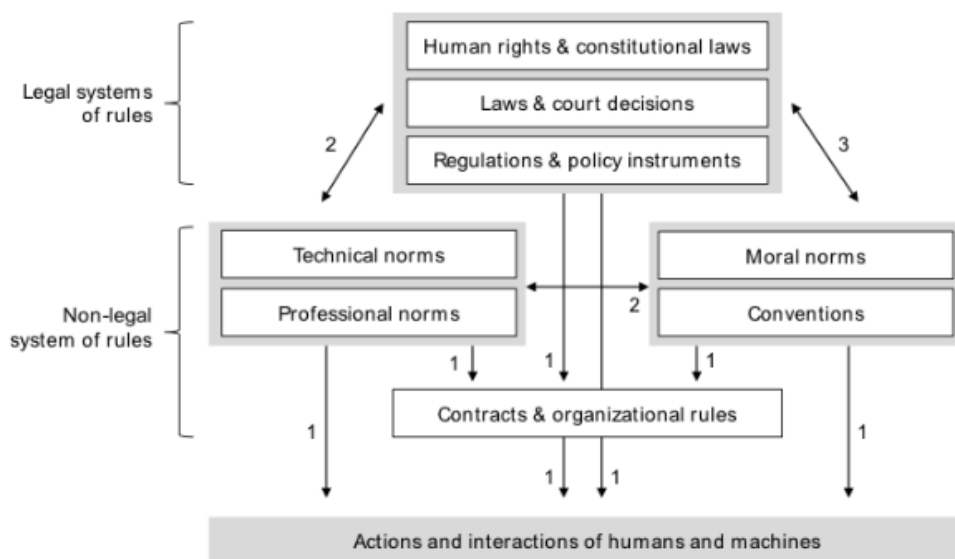 Human rights & constitutional laws
Legal systems
of rules
Laws & court decisions
2
3
Regulations & policy instruments
Technical norms
Moral norms
Non-legal
system of rules
Professional norms
2
Conventions
1
1
1
Contracts & organizational rules
1
1
1
1
Actions and interactions of humans and machines